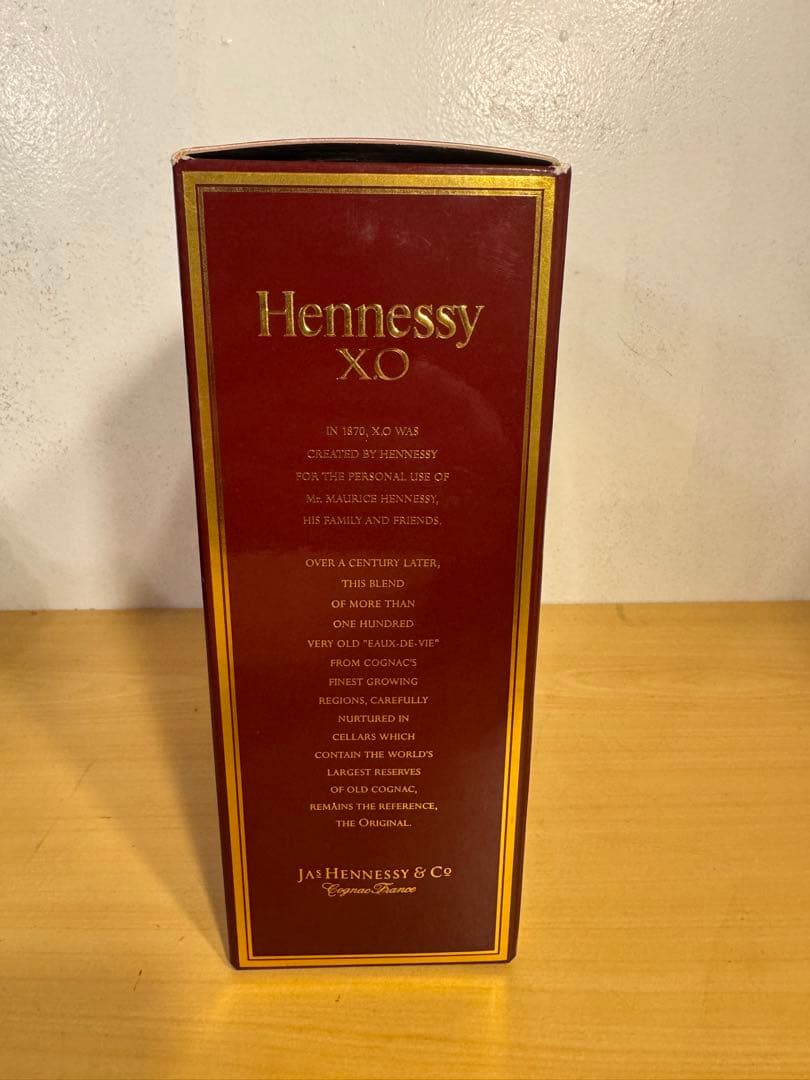 Hennessy
X.O
IN 1870, X.O WAS
CREATED BY HENNESSY
FOR THE PERSONAL USE OF
Mr. MAURICE HENNESSY,
HIS FAMILY AND FRIENDS.
OVER A CENTURY LATER,
THIS BLEND
OF MORE THAN
ONE HUNDRED
VERY OLD "EAUX-DE-VIE"
FROM COGNAC'S
FINEST GROWING
REGIONS, CAREFULLY
NURTURED IN
CELLARS WHICH
CONTAIN THE WORLD'S
LARGEST RESERVES
OF OLD COGNAC,
REMAINS THE REFERENCE,
THE ORIGINAL.
JAs HENNESSY & Co
Cognac France